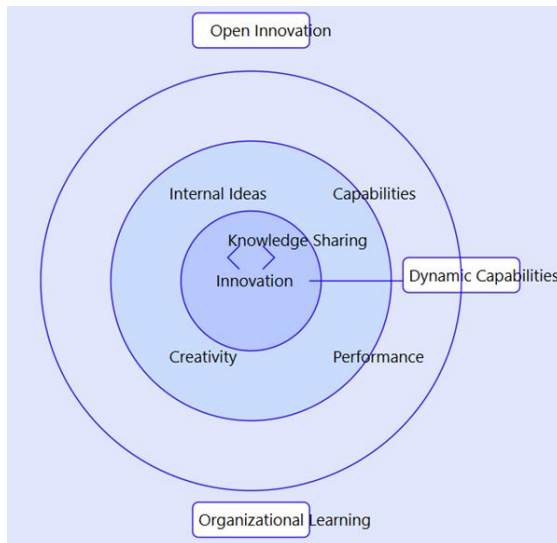 Open Innovation
Internal Ideas
Capabilities
Knowledge Sharing
Dynamic Capabilities
Innovation
Creativity
Performance
Organizational Learning